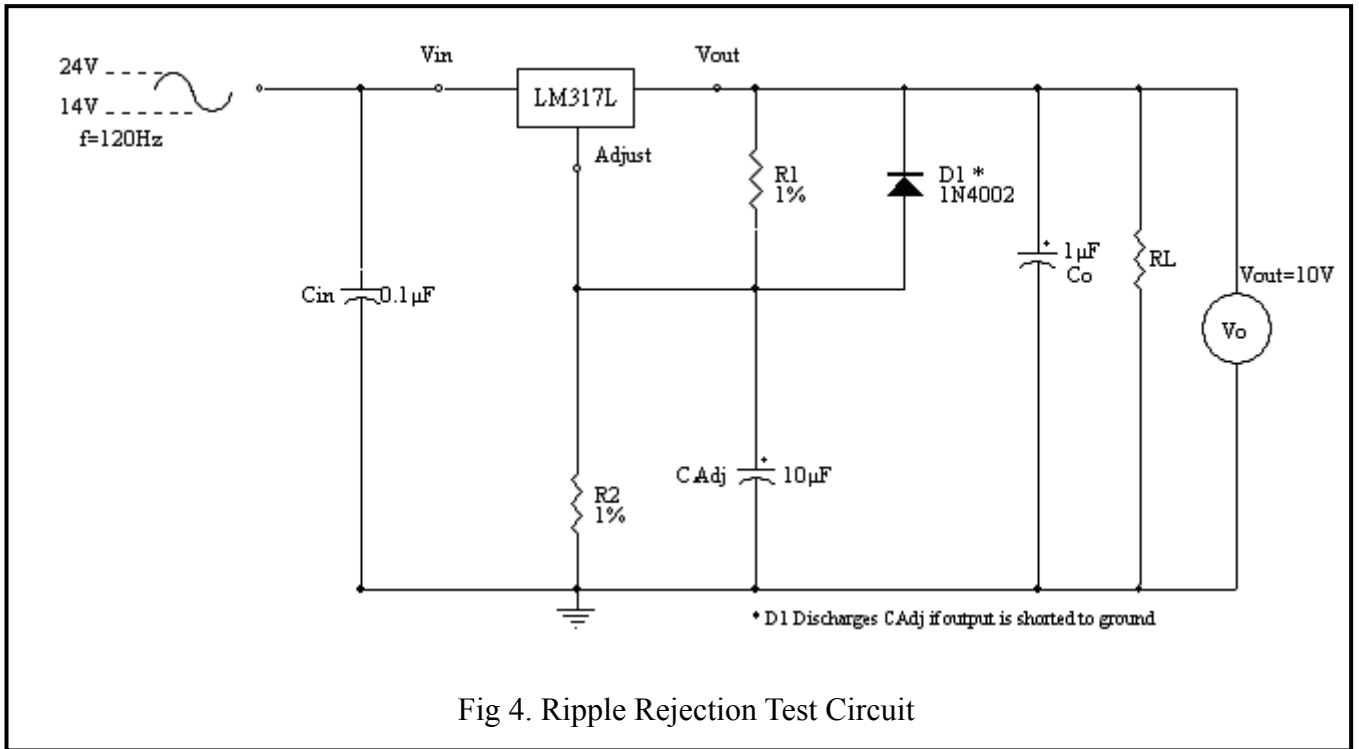 24V
14V
f=120Hz
Vin
LM317L
Vout
Adjust
R1
1%
D1 *
1N4002
Cin
0.1µF
1µF
Co
RL
Vout=10V
Vo
R2
1%
C.Adj
10µF
* D1 Discharges CAdj if output is shorted to ground
Fig 4. Ripple Rejection Test Circuit